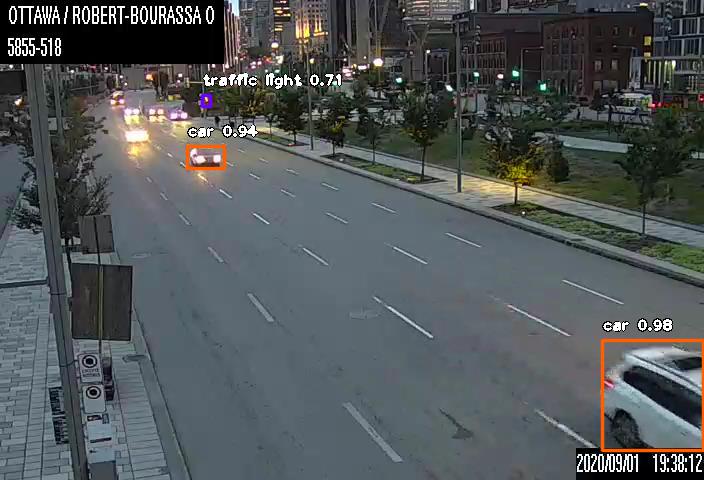 OTTAWA / ROBERT-BOURASSA O
5855-518
traffic light 0.71
car 0.94
car 0.98
2020/09/01 19:38:12